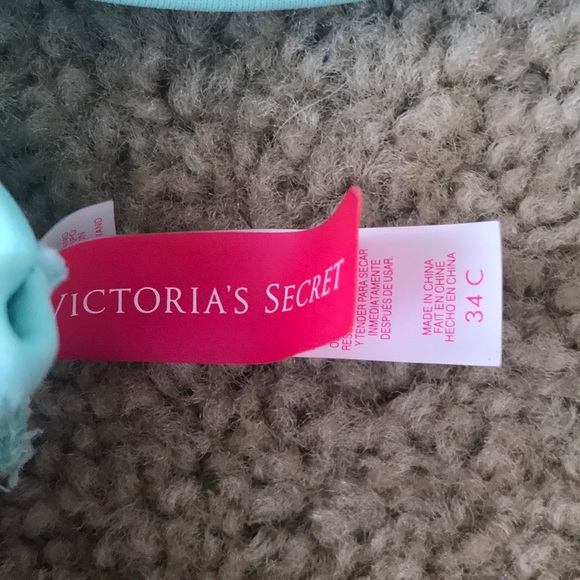 VICTORIA'S SECRET
Y TENDER PARA SECAR
INMEDIATAMENTE
DESPUÉS DE USAR.
MADE IN CHINA
FAIT EN CHINE
HECHO EN CHINA
34 C